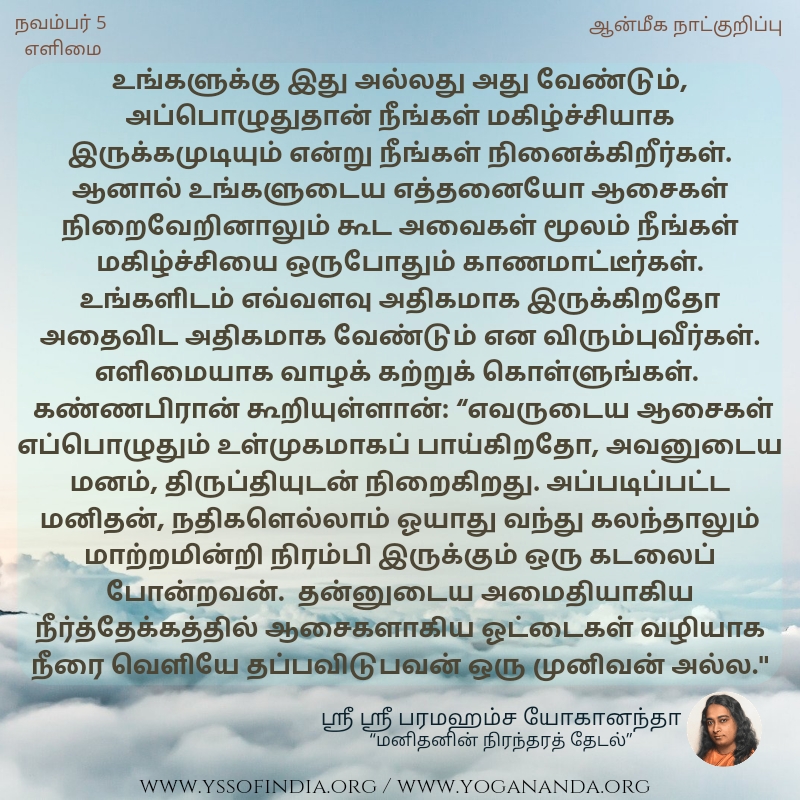 நவம்பர் 5
எளிமை
ஆன்மீக நாட்குறிப்பு
உங்களுக்கு இது அல்லது அது வேண்டும்,
அப்பொழுதுதான் நீங்கள் மகிழ்ச்சியாக
இருக்கமுடியும் என்று நீங்கள் நினைக்கிறீர்கள்.
ஆனால் உங்களுடைய எத்தனையோ ஆசைகள்
நிறைவேறினாலும் கூட அவைகள் மூலம் நீங்கள்
மகிழ்ச்சியை ஒருபோதும் காணமாட்டீர்கள்.
உங்களிடம் எவ்வளவு அதிகமாக இருக்கிறதோ
அதைவிட அதிகமாக வேண்டும் என விரும்புவீர்கள்.
எளிமையாக வாழக் கற்றுக் கொள்ளுங்கள்.
கண்ணபிரான் கூறியுள்ளான்: “எவருடைய ஆசைகள்
எப்பொழுதும் உள்முகமாகப் பாய்கிறதோ, அவனுடைய
மனம், திருப்தியுடன் நிறைகிறது. அப்படிப்பட்ட
மனிதன், நதிகளெல்லாம் ஓயாது வந்து கலந்தாலும்
மாற்றமின்றி நிரம்பி இருக்கும் ஒரு கடலைப்
போன்றவன். தன்னுடைய அமைதியாகிய
நீர்த்தேக்கத்தில் ஆசைகளாகிய ஓட்டைகள் வழியாக
நீரை வெளியே தப்பவிடுபவன் ஒரு முனிவன் அல்ல."
ஸ்ரீ ஸ்ரீ பரமஹம்ச யோகானந்தா
“மனிதனின் நிரந்தரத் தேடல்”
WWW.YSSOFINDIA.ORG / WWW.YOGANANDA.ORG